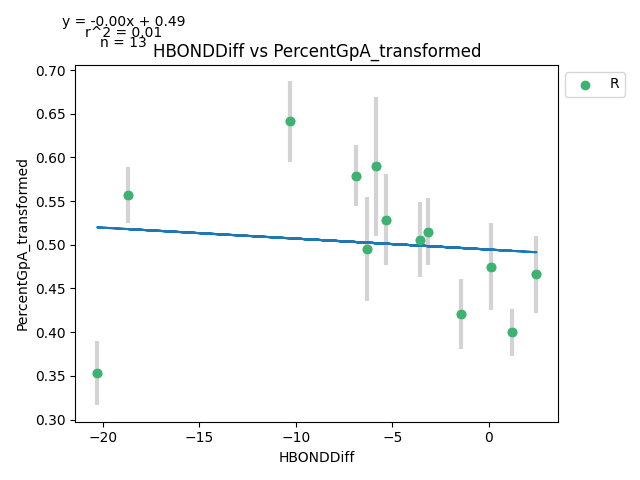 y = -0.00x + 0.49
r^2 = 0.01
n = 13
HBONDDiff vs PercentGpA_transformed
R
PercentGpA_transformed
0.70
0.65
0.60
0.55
0.50
0.45
0.40
0.35
0.30
−20
−15
−10
−5
0
HBONDDiff